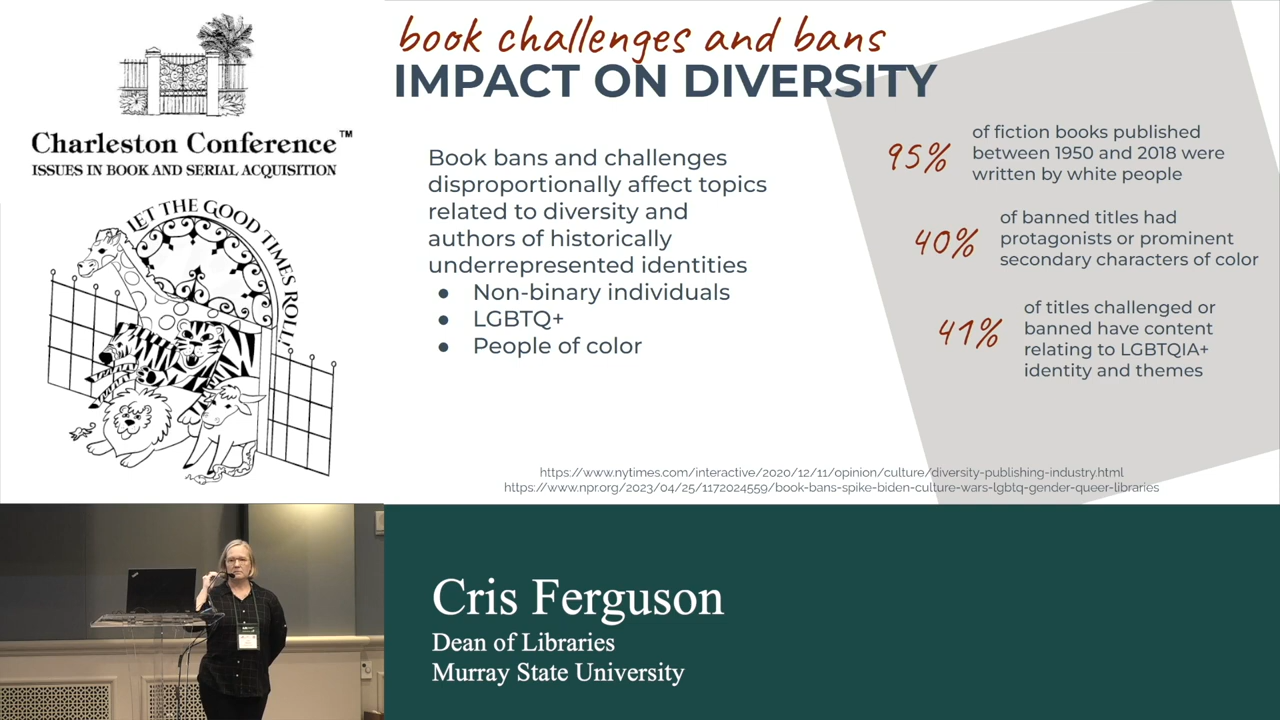 Charleston Conference™
ISSUES IN BOOK AND SERIAL ACQUISITION
LET THE GOOD TIMES ROLL!
book challenges and bans
IMPACT ON DIVERSITY
Book bans and challenges
disproportionally affect topics
related to diversity and
authors of historically
underrepresented identities
● Non-binary individuals
● LGBTQ+
● People of color
95%
of fiction books published
between 1950 and 2018 were
written by white people
40%
of banned titles had
protagonists or prominent
secondary characters of color
41%
of titles challenged or
banned have content
relating to LGBTQIA+
identity and themes
https://www.nytimes.com/interactive/2020/12/11/opinion/culture/diversity-publishing-industry.html
https://www.npr.org/2023/04/25/1172024559/book-bans-spike-biden-culture-wars-lgbtq-gender-queer-libraries
Cris Ferguson
Dean of Libraries
Murray State University